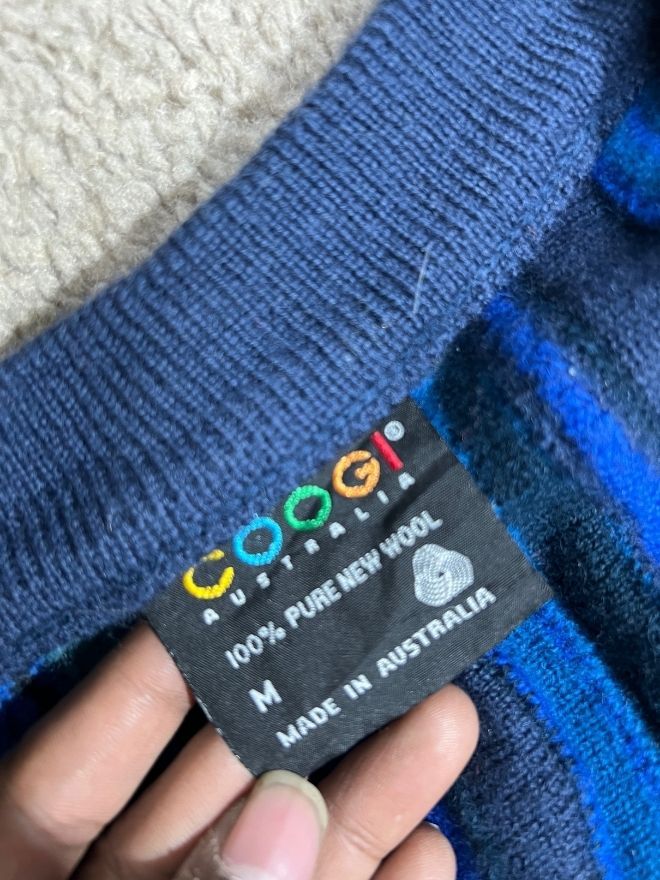 COOGI®
AUSTRALIA
100% PURE NEW WOOL
M
MADE IN AUSTRALIA